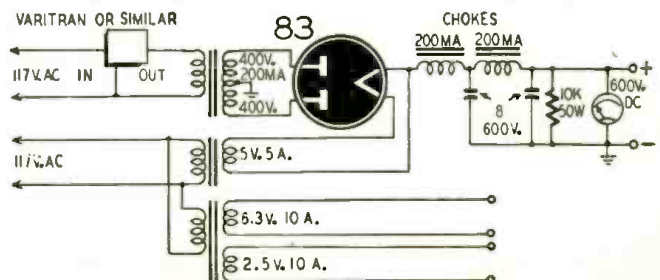 VARITRAN OR SIMILAR
83
CHOKES
200MA 200MA
400V.
200MA
400V.
117V.AC IN OUT
+
8
600V.
10K
50W
600V.
DC
-
117V.AC
5V. 5 A.
6.3V. 10 A.
2.5V. 10 A.